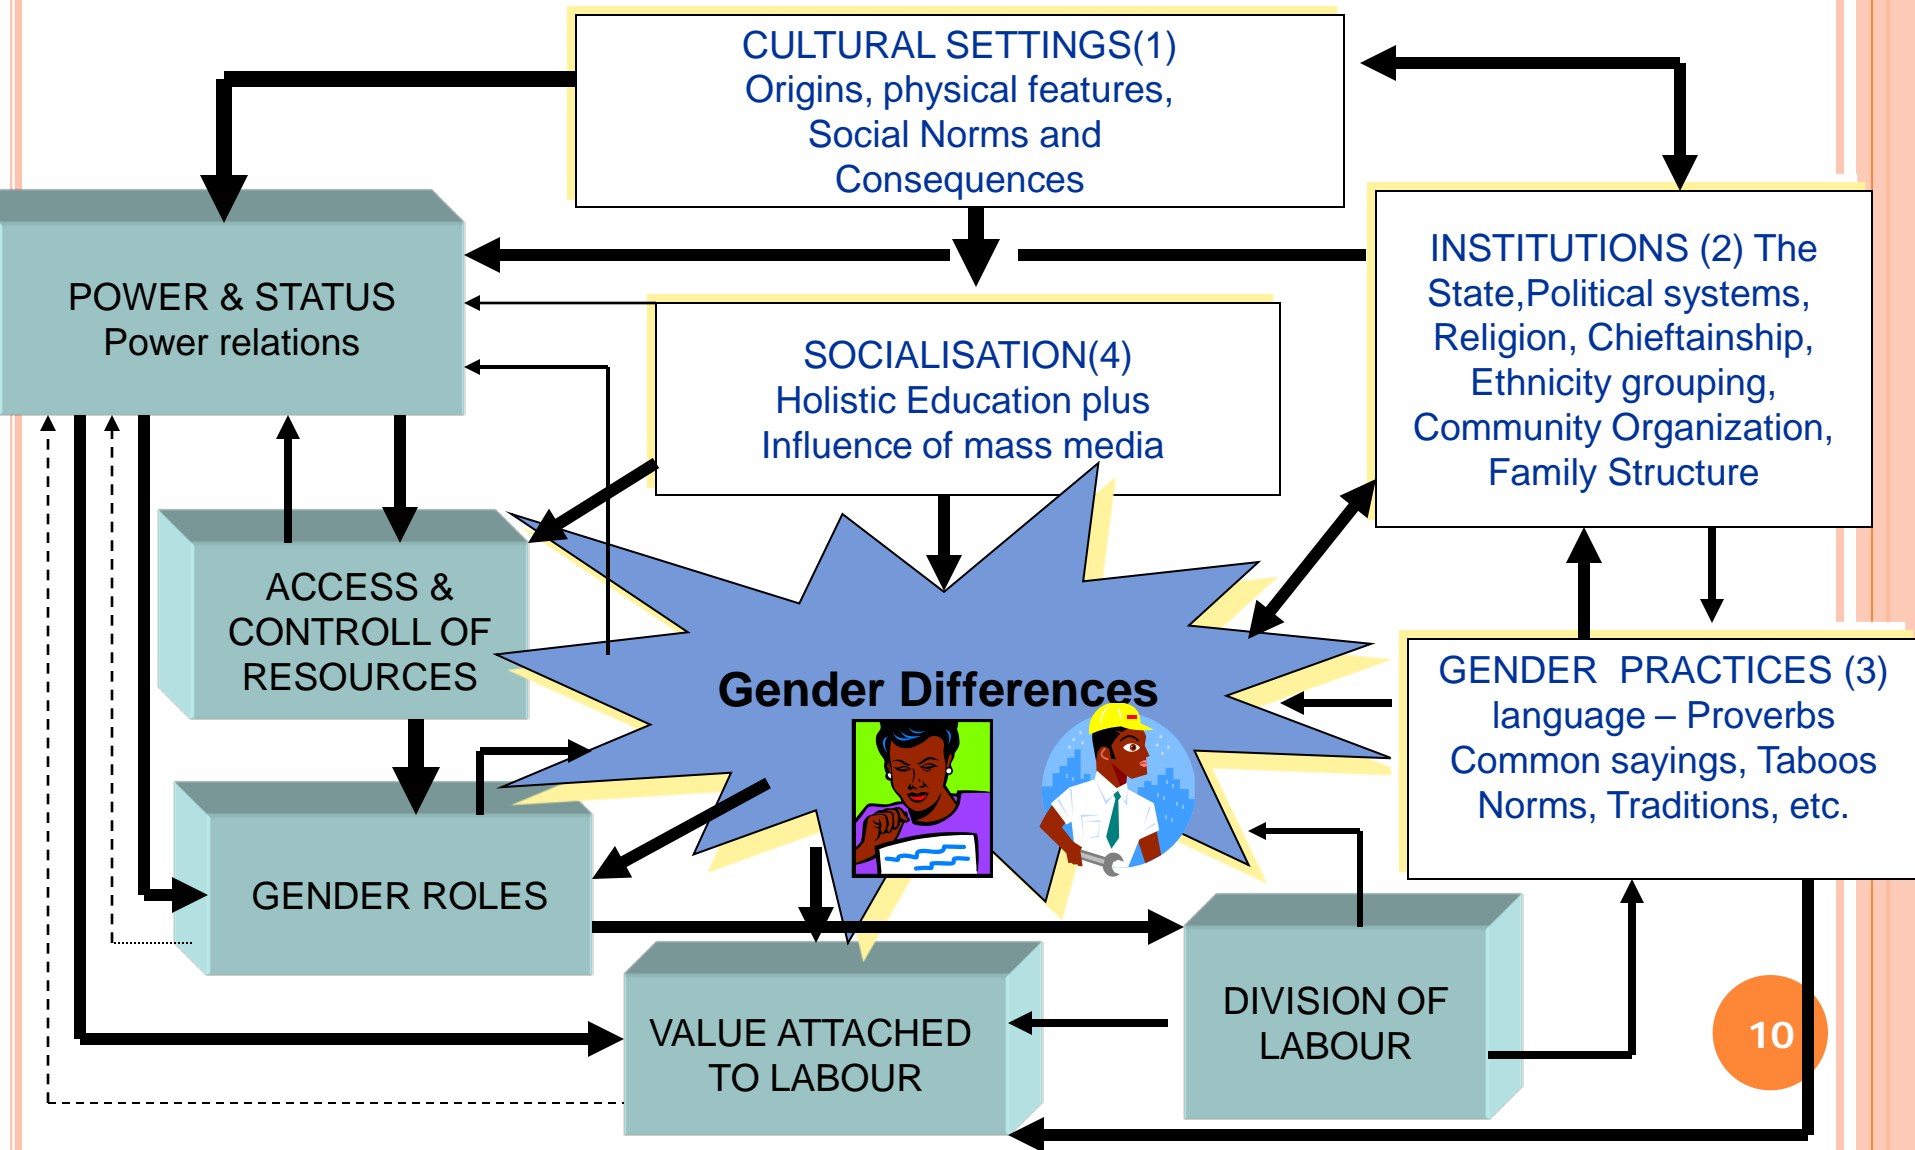 CULTURAL SETTINGS(1)
Origins, physical features,
Social Norms and
Consequences
INSTITUTIONS (2) The
State,Political systems,
Religion, Chieftainship,
Ethnicity grouping,
Community Organization,
Family Structure
POWER & STATUS
Power relations
SOCIALISATION(4)
Holistic Education plus
Influence of mass media
ACCESS &
CONTROLL OF
RESOURCES
Gender Differences
GENDER PRACTICES (3)
language – Proverbs
Common sayings, Taboos
Norms, Traditions, etc.
GENDER ROLES
VALUE ATTACHED
TO LABOUR
DIVISION OF
LABOUR
10